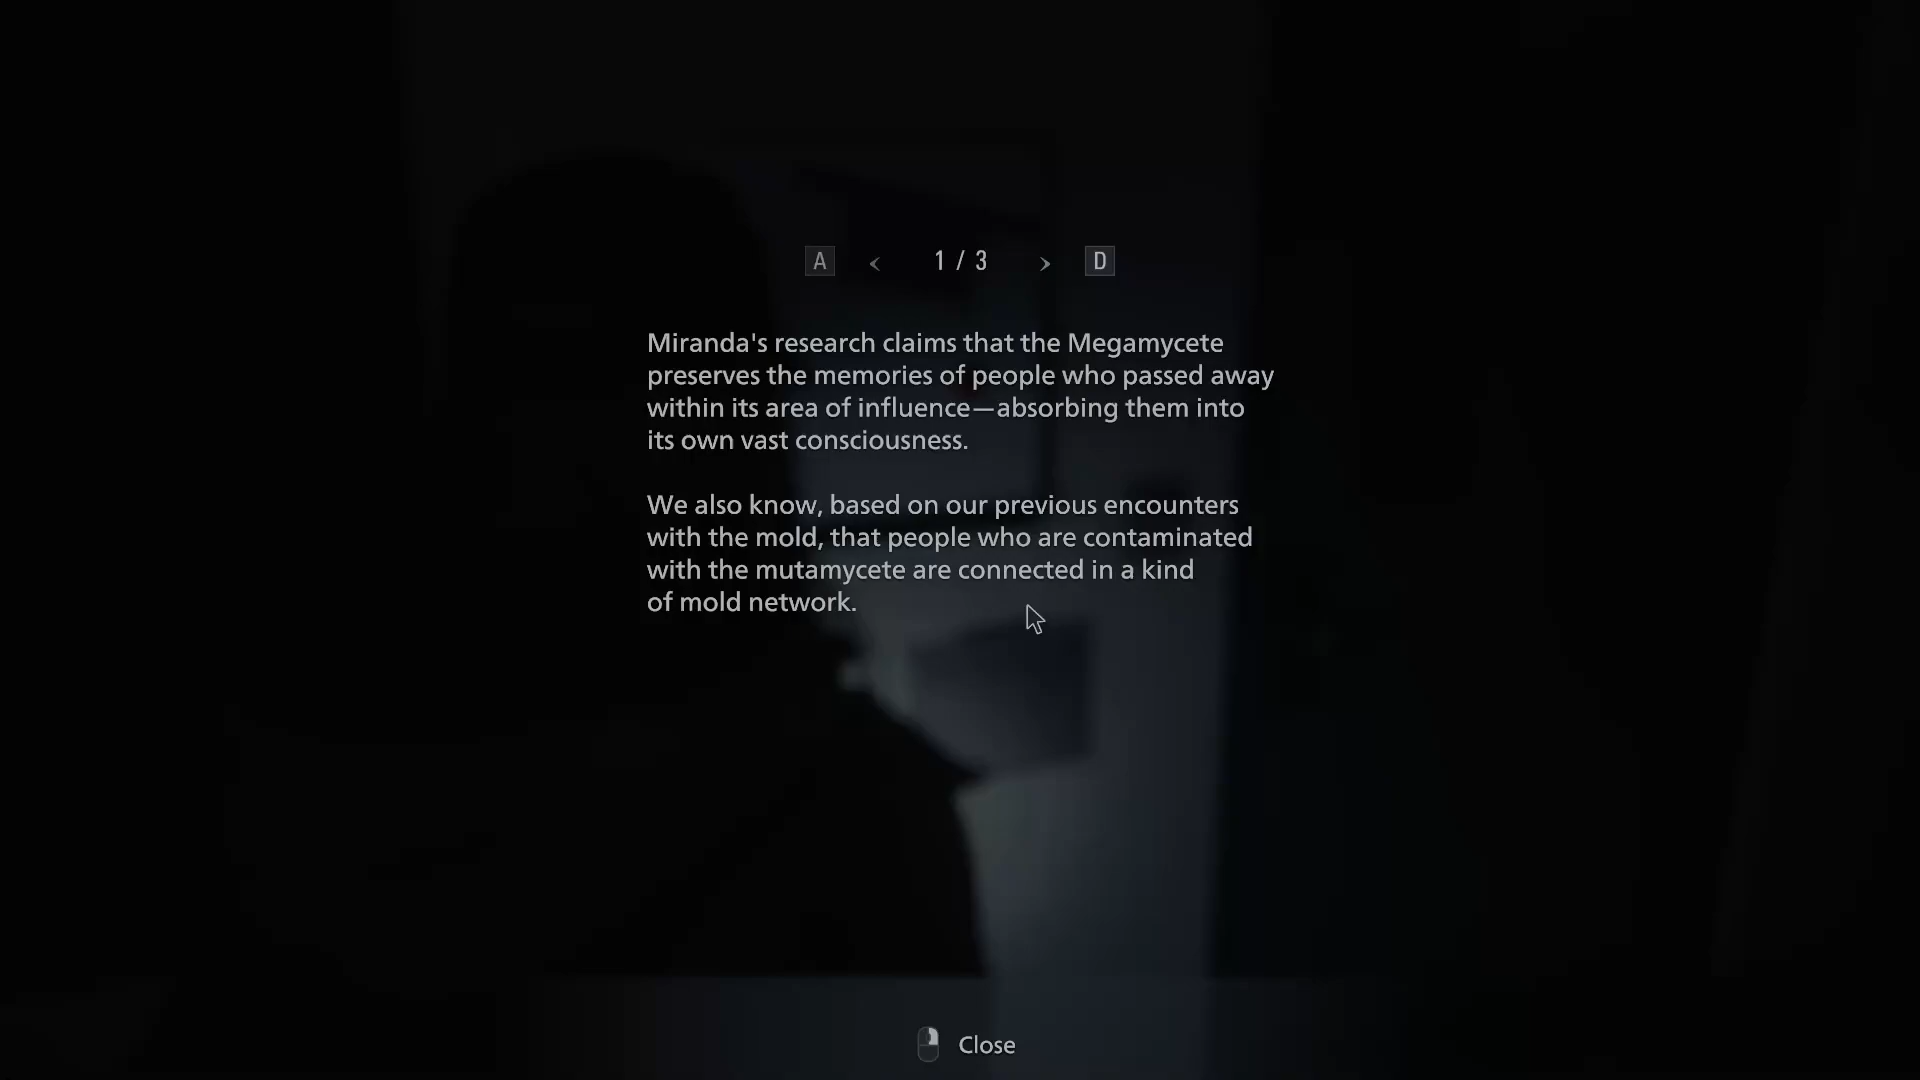 A < 1 / 3 > D
Miranda's research claims that the Megamycete
preserves the memories of people who passed away
within its area of influence—absorbing them into
its own vast consciousness.
We also know, based on our previous encounters
with the mold, that people who are contaminated
with the mutamycete are connected in a kind
of mold network.
Close